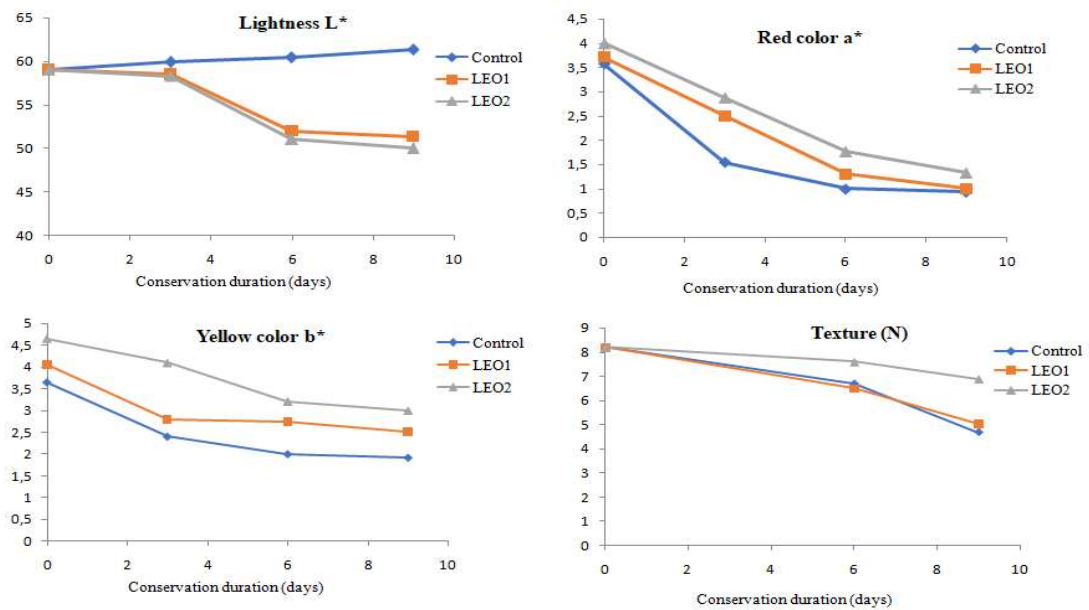 Lightness L*
65
60
55
50
45
40
0 2 4 6 8 10
Conservation duration (days)
Control
LEO1
LEO2
Red color a*
4,5
4
3,5
3
2,5
2
1,5
1
0,5
0
0 2 4 6 8 10
Conservation duration (days)
Control
LEO1
LEO2
Yellow color b*
5
4,5
4
3,5
3
2,5
2
1,5
1
0,5
0
0 2 4 6 8 10
Conservation duration (days)
Control
LEO1
LEO2
Texture (N)
9
8
7
6
5
4
3
2
1
0
0 2 4 6 8 10
Conservation duration (days)
Control
LEO1
LEO2